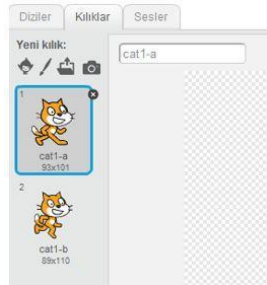 Diziler Kılıklar Sesler
Yeni kılık:
cat1-a
1
cat1-a
93x101
2
cat1-b
89x110